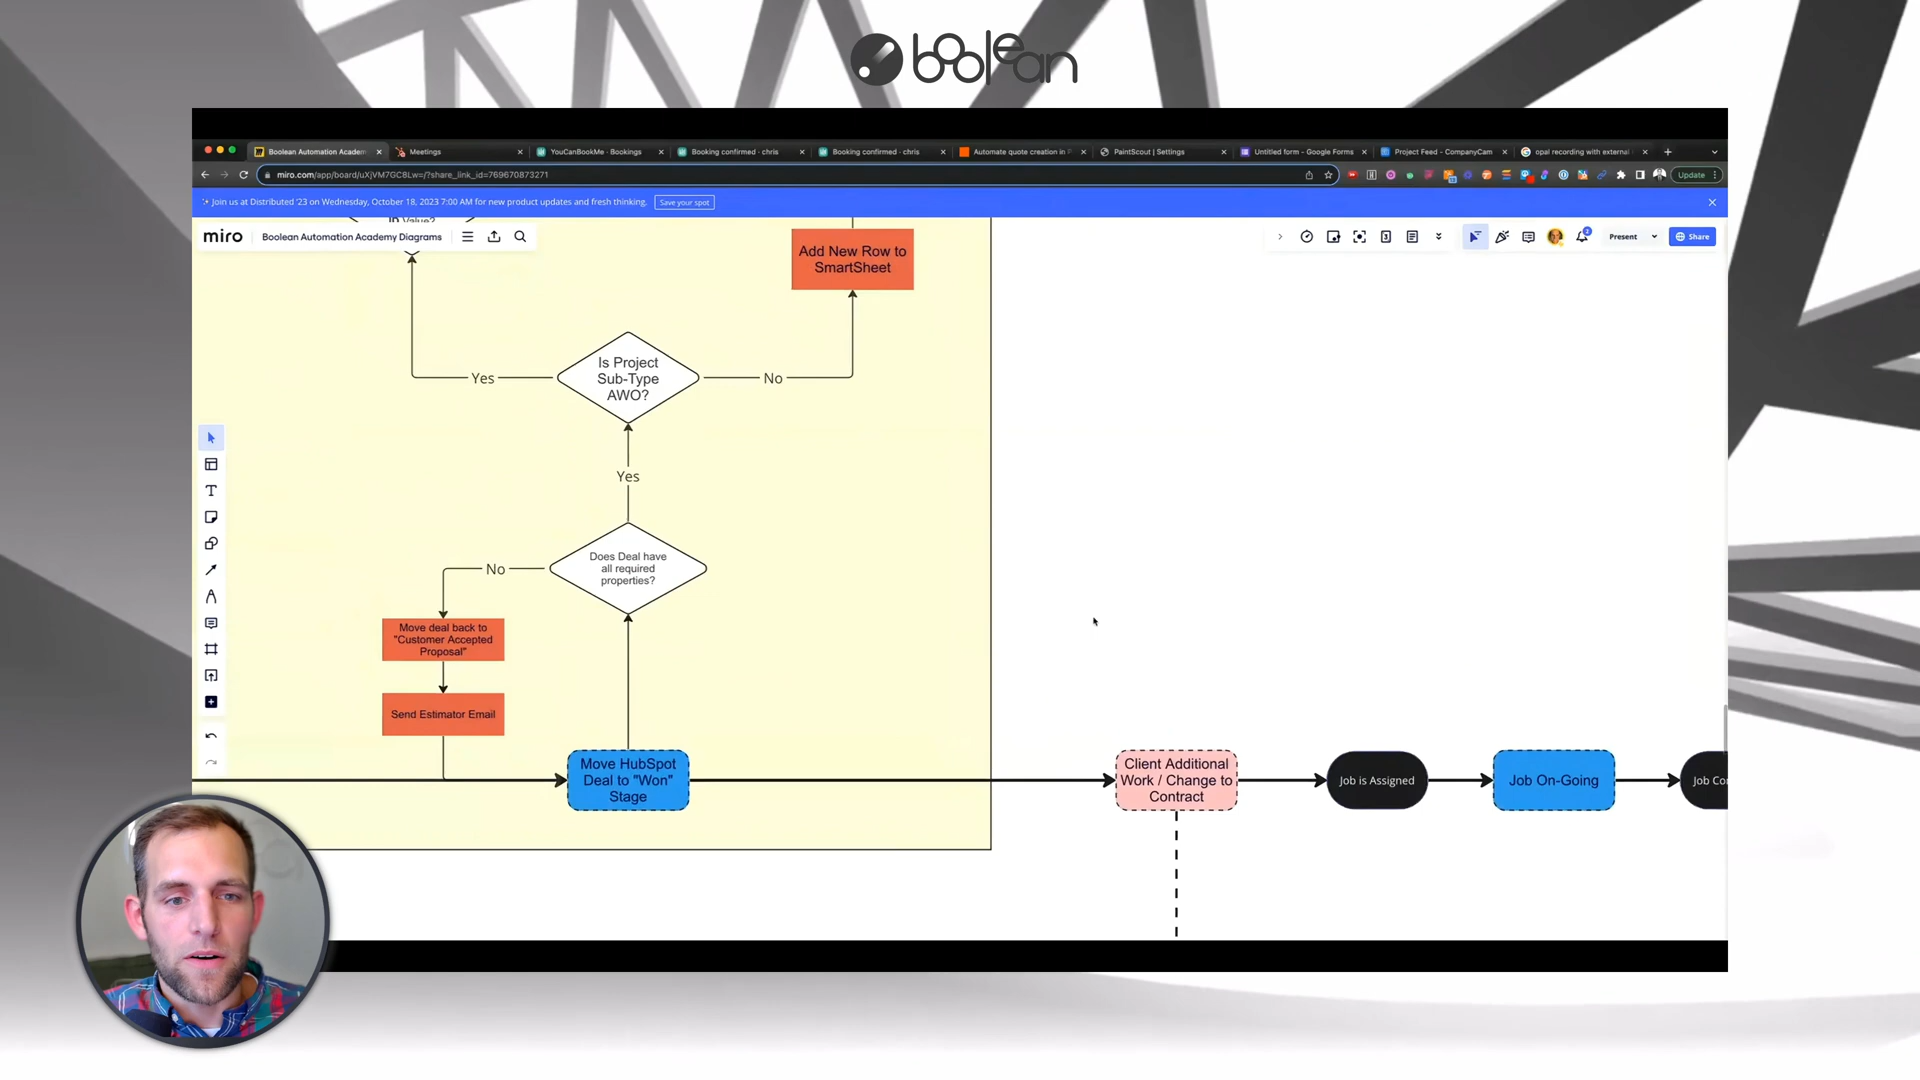 boolean
Boolean Automation Academ
Meetings
YouCanBookMe - Bookings
Booking confirmed - chris
Booking confirmed - chris
Automate quote creation in P
PaintScout | Settings
Untitled form - Google Forms
Project Feed – CompanyCam
opal recording with external
miro.com/app/board/uXjVM7GC8Lw=/?share_link_id=769670873271
Update
Join us at Distributed '23 on Wednesday, October 18, 2023 7:00 AM for new product updates and fresh thinking.
Save your spot
in Value?
miro
Boolean Automation Academy Diagrams
Present
Share
Add New Row to
SmartSheet
Is Project
Sub-Type
AWO?
Yes
No
Yes
Does Deal have
all required
properties?
No
Move deal back to
"Customer Accepted
Proposal"
Send Estimator Email
Move HubSpot
Deal to "Won"
Stage
Client Additional
Work / Change to
Contract
Job is Assigned
Job On-Going
Job Co